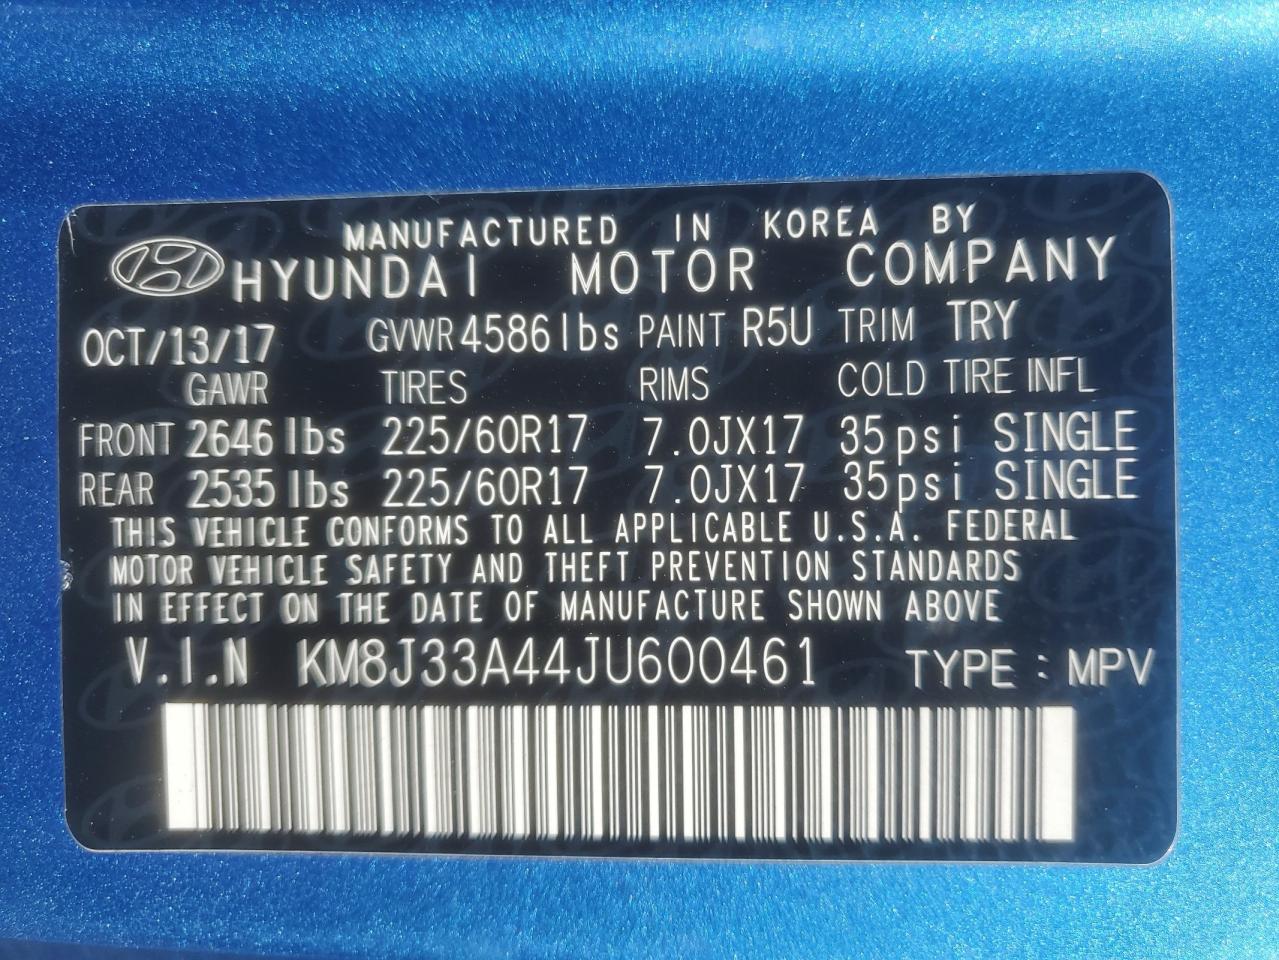 MANUFACTURED IN KOREA BY
HYUNDAI MOTOR COMPANY
OCT/13/17 GVWR 4586lbs PAINT R5U TRIM TRY
GAWR TIRES RIMS COLD TIRE INFL
FRONT 2646 lbs 225/60R17 7.0JX17 35psi SINGLE
REAR 2535 lbs 225/60R17 7.0JX17 35psi SINGLE
THIS VEHICLE CONFORMS TO ALL APPLICABLE U.S.A. FEDERAL
MOTOR VEHICLE SAFETY AND THEFT PREVENTION STANDARDS
IN EFFECT ON THE DATE OF MANUFACTURE SHOWN ABOVE
V.I.N KM8J33A44JU600461 TYPE : MPV